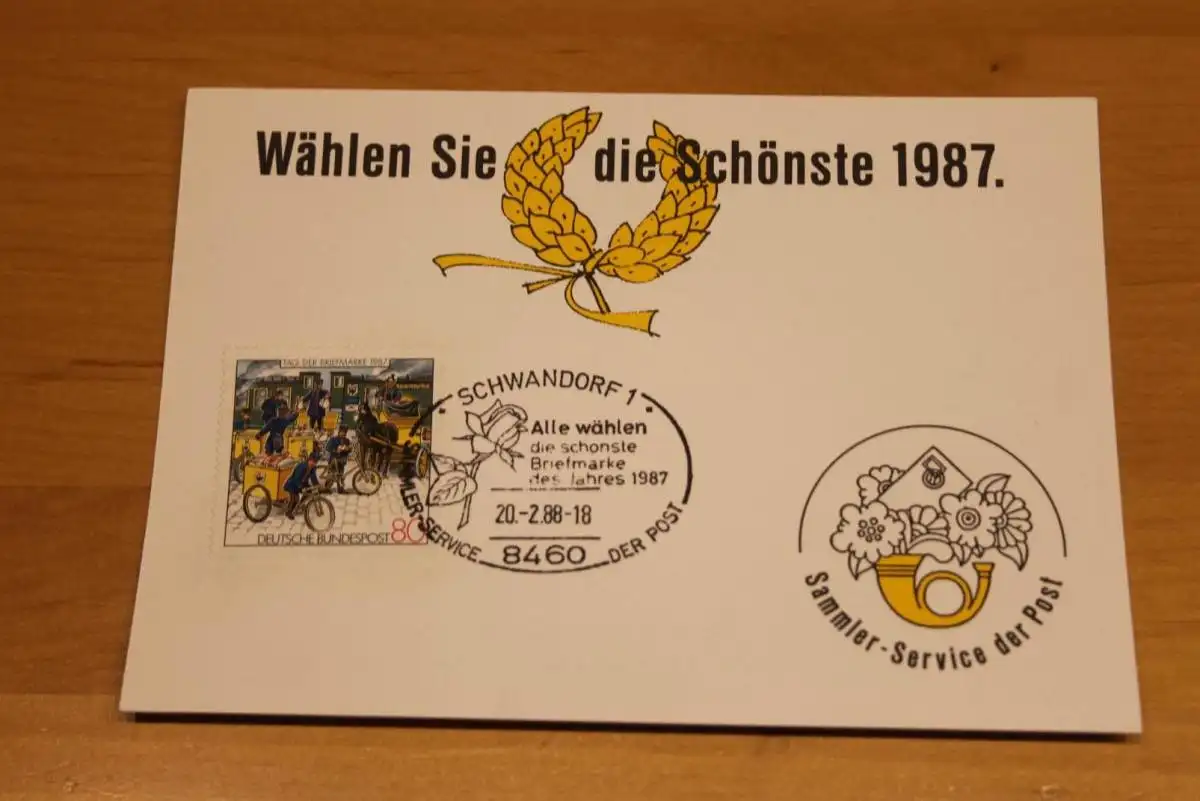 Wählen Sie die Schönste 1987.
TAG DER BRIEFMARKE 1987
DEUTSCHE BUNDESPOST 80
SCHWANDORF 1
Alle wählen
die schönste
Briefmarke
des Jahres 1987
20.-2.88-18
8460
SAMMLER-SERVICE DER POST
Sammler-Service der Post